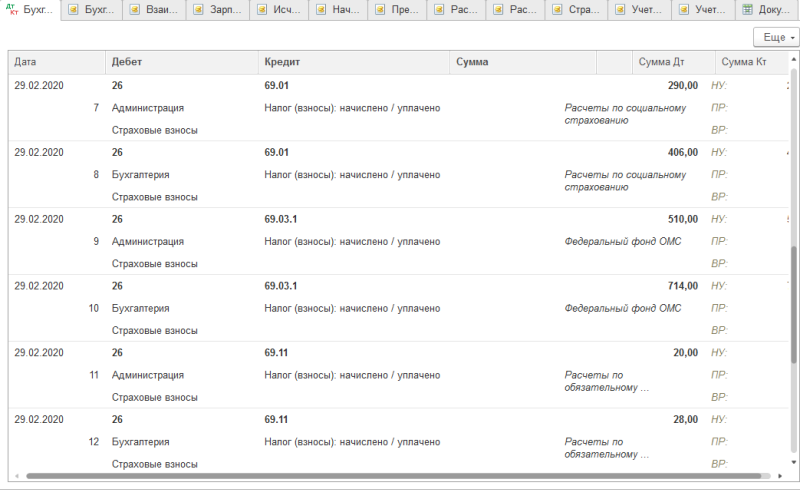 Дт Кт Бухг... Бухг... Взаи... Зарп... Исч... Нач... Пре... Рас... Рас... Стра... Учет... Учет... Доку...
Еще
Дата Дебет Кредит Сумма Сумма Дт Сумма Кт
29.02.2020 26 69.01 290,00 НУ:
7 Администрация Налог (взносы): начислено / уплачено Расчеты по социальному страхованию ПР:
Страховые взносы ВР:
29.02.2020 26 69.01 406,00 НУ:
8 Бухгалтерия Налог (взносы): начислено / уплачено Расчеты по социальному страхованию ПР:
Страховые взносы ВР:
29.02.2020 26 69.03.1 510,00 НУ:
9 Администрация Налог (взносы): начислено / уплачено Федеральный фонд ОМС ПР:
Страховые взносы ВР:
29.02.2020 26 69.03.1 714,00 НУ:
10 Бухгалтерия Налог (взносы): начислено / уплачено Федеральный фонд ОМС ПР:
Страховые взносы ВР:
29.02.2020 26 69.11 20,00 НУ:
11 Администрация Налог (взносы): начислено / уплачено Расчеты по обязательному ... ПР:
Страховые взносы ВР:
29.02.2020 26 69.11 28,00 НУ:
12 Бухгалтерия Налог (взносы): начислено / уплачено Расчеты по обязательному ... ПР:
Страховые взносы ВР: